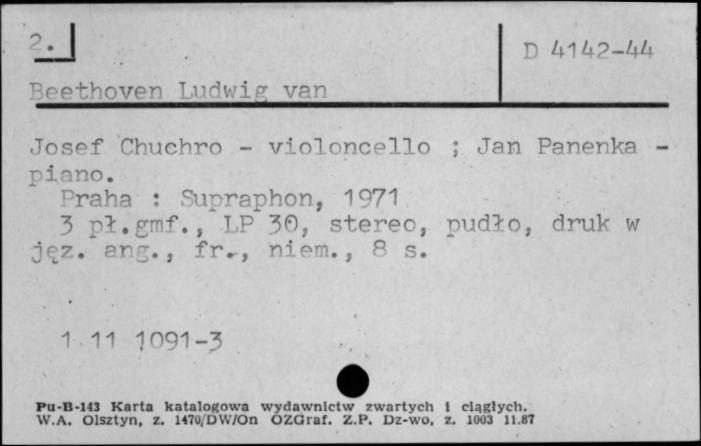 2.
D 4142-44
Beethoven Ludwig van
Josef Chuchro - violoncello ; Jan Panenka -
piano.
Praha : Supraphon, 1971
3 pł.gmf., LP 30, stereo, pudło, druk w
jęz. ang., fr., niem., 8 s.
1 11 1091-3
Pu-B-143 Karta katalogowa wydawnictw zwartych i ciągłych.
W.A. Olsztyn, z. 1470/DW/On OZGraf. Z.P. Dz-wo, z. 1003 11.87